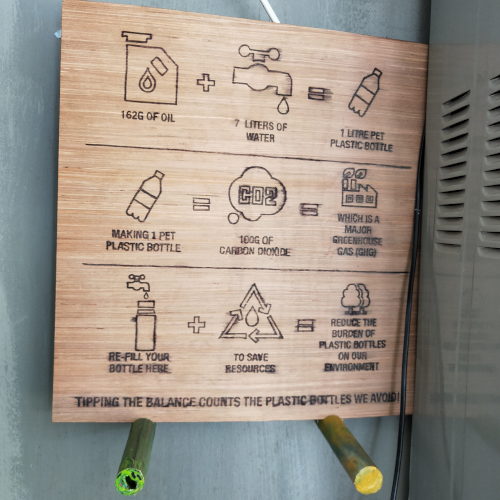 162G OF OIL
+
7 LITERS OF
WATER
=
1 LITRE PET
PLASTIC BOTTLE
MAKING 1 PET
PLASTIC BOTTLE
=
CO2
100G OF
CARBON DIOXIDE
=
WHICH IS A
MAJOR
GREENHOUSE
GAS (GHG)
RE-FILL YOUR
BOTTLE HERE
+
TO SAVE
RESOURCES
=
REDUCE THE
BURDEN OF
PLASTIC BOTTLES
ON OUR
ENVIRONMENT
TIPPING THE BALANCE COUNTS THE PLASTIC BOTTLES WE AVOID!